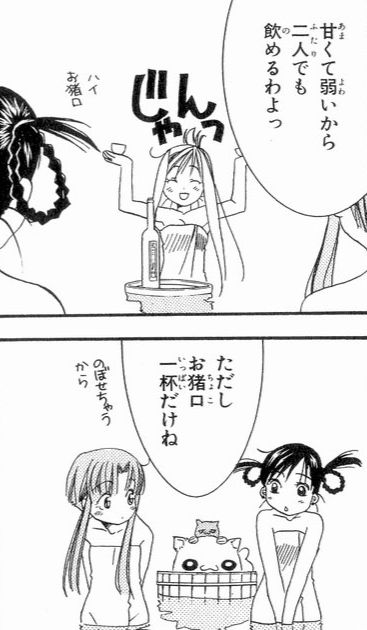 甘くて弱いから
二人でも
飲めるわよっ
じゃんっ
ハイ
お猪口
ただし
お猪口
一杯だけね
のぼせちゃう
から